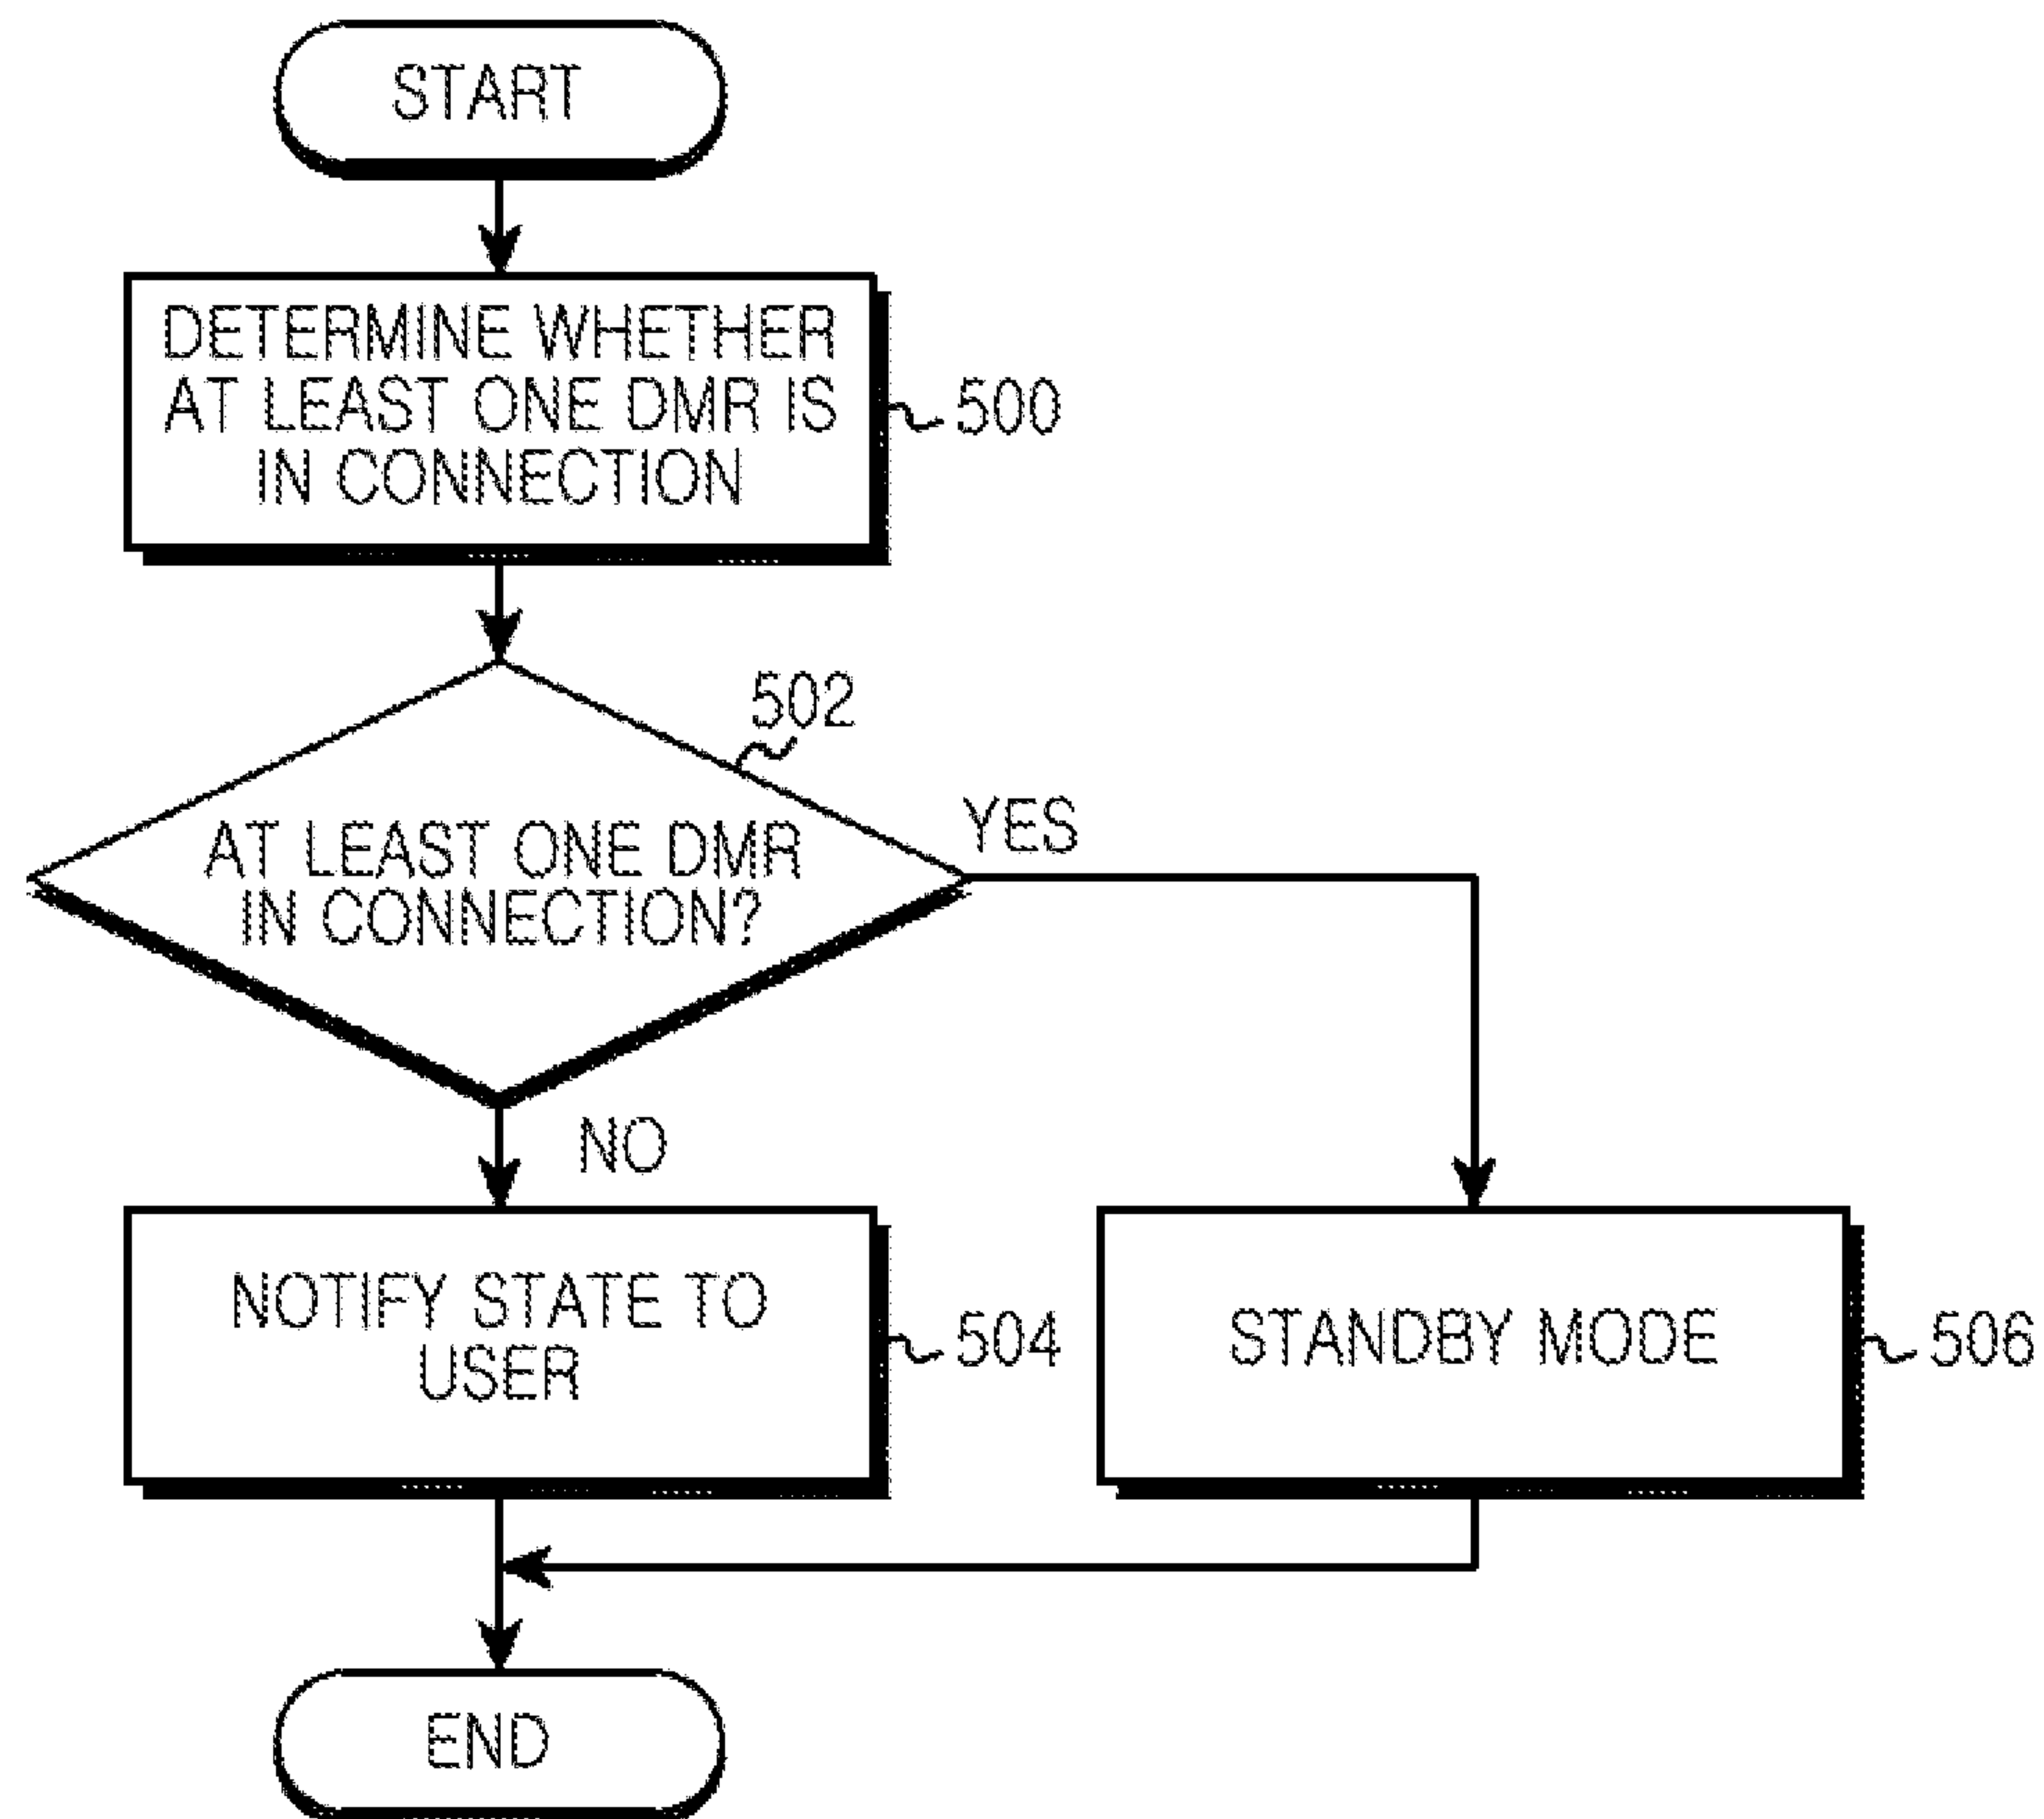 START
DETERMINE WHETHER
AT LEAST ONE DMR IS
IN CONNECTION
500
502
AT LEAST ONE DMR
IN CONNECTION?
YES
NO
NOTIFY STATE TO
USER
504
STANDBY MODE
506
END